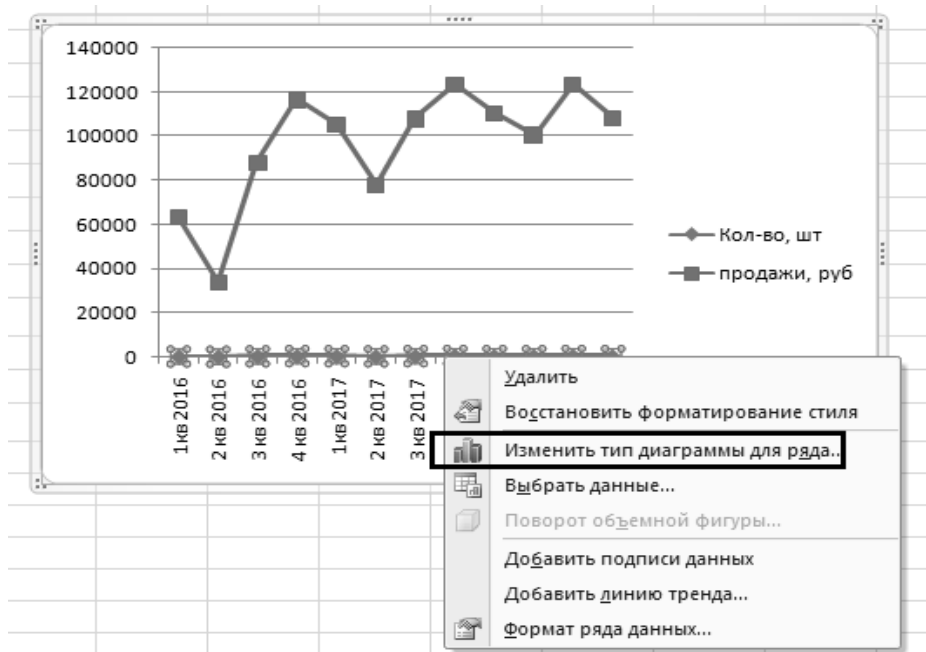 140000
120000
100000
80000
60000
40000
20000
0
1кв 2016
2 кв 2016
3 кв 2016
4 кв 2016
1кв 2017
2 кв 2017
3 кв 2017
Кол-во, шт
продажи, руб
Удалить
Восстановить форматирование стиля
Изменить тип диаграммы для ряда...
Выбрать данные...
Поворот объемной фигуры...
Добавить подписи данных
Добавить линию тренда...
Формат ряда данных...